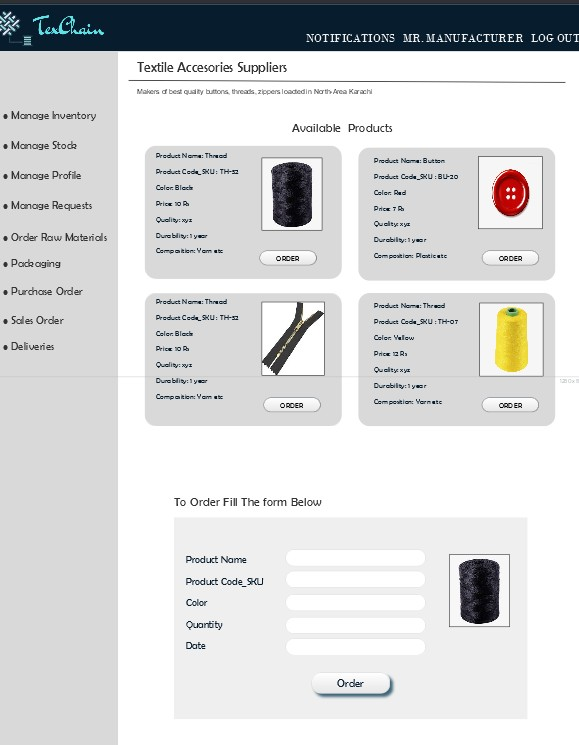 TexChain
NOTIFICATIONS MR. MANUFACTURER LOG OUT
Textile Accesories Suppliers
Makers of best quality buttons, threads, zippers loacted in North-Area Karachi
• Manage Inventory
• Manage Stock
• Manage Profile
• Manage Requests
• Order Raw Materials
• Packaging
• Purchase Order
• Sales Order
• Deliveries
Available Products
Product Name: Thread
Product Code_SKU : TH-32
Color: Black
Price: 10 Rs
Quality: xyz
Durability: 1 year
Composition: Yarn etc
ORDER
Product Name: Button
Product Code_SKU : BU-20
Color: Red
Price: 7 Rs
Quality: xyz
Durability: 1 year
Composition: Plastic etc
ORDER
Product Name: Thread
Product Code_SKU : TH-32
Color: Black
Price: 10 Rs
Quality: xyz
Durability: 1 year
Composition: Yarn etc
ORDER
Product Name: Thread
Product Code_SKU : TH-07
Color: Yellow
Price: 12 Rs
Quality: xyz
Durability: 1 year
Composition: Yarn etc
ORDER
To Order Fill The form Below
Product Name
Product Code_SKU
Color
Quantity
Date
Order